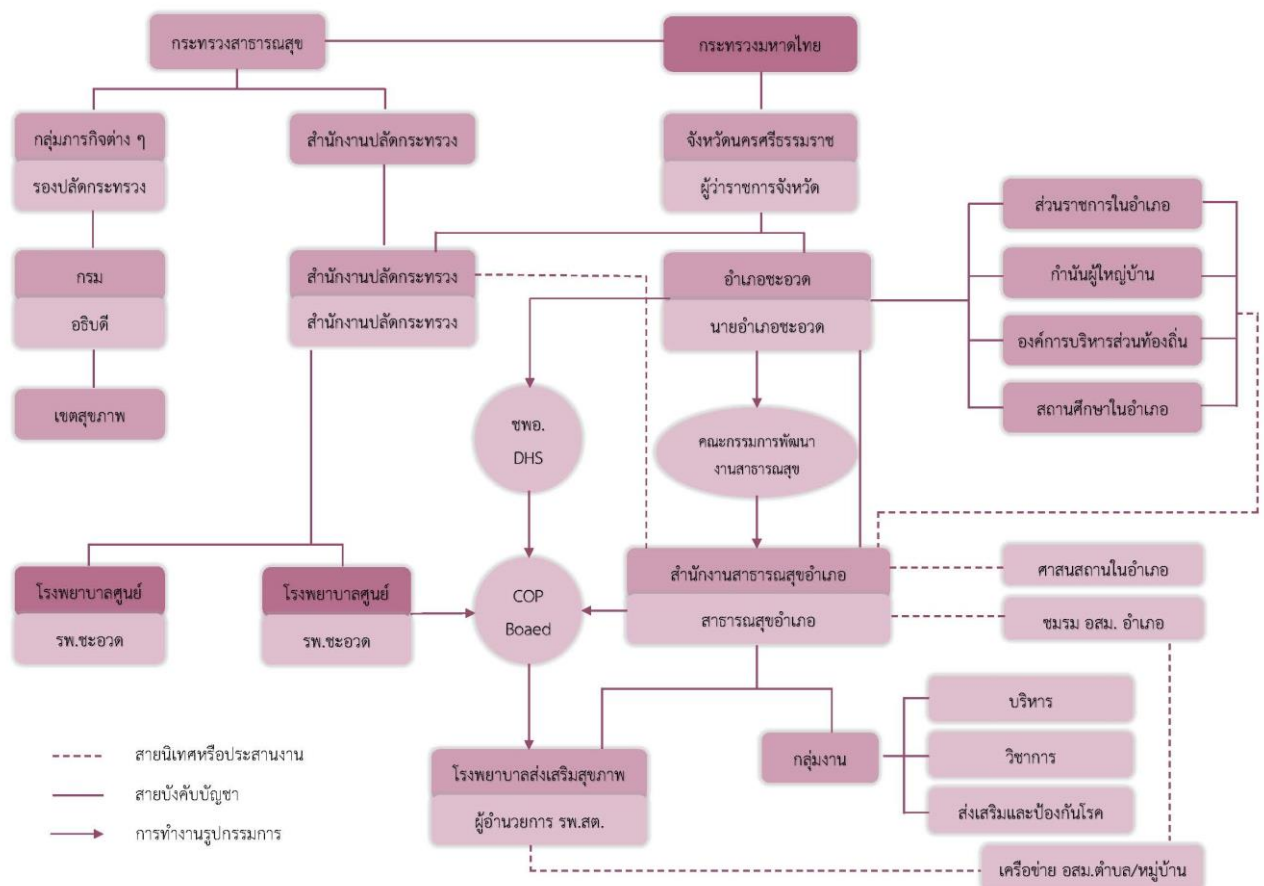 กระทรวงสาธารณสุข
กระทรวงมหาดไทย
กลุ่มภารกิจต่าง ๆ
รองปลัดกระทรวง
สำนักงานปลัดกระทรวง
จังหวัดนครศรีธรรมราช
ผู้ว่าราชการจังหวัด
กรม
อธิบดี
สำนักงานปลัดกระทรวง
สำนักงานปลัดกระทรวง
อำเภอชะอวด
นายอำเภอชะอวด
ส่วนราชการในอำเภอ
กำนันผู้ใหญ่บ้าน
องค์การบริหารส่วนท้องถิ่น
สถานศึกษาในอำเภอ
เขตสุขภาพ
ชพอ.
DHS
คณะกรรมการพัฒนา
งานสาธารณสุข
โรงพยาบาลศูนย์
รพ.ชะอวด
โรงพยาบาลศูนย์
รพ.ชะอวด
COP
Boaed
สำนักงานสาธารณสุขอำเภอ
สาธารณสุขอำเภอ
ศาสนสถานในอำเภอ
ชมรม อสม. อำเภอ
โรงพยาบาลส่งเสริมสุขภาพ
ผู้อำนวยการ รพ.สต.
กลุ่มงาน
บริหาร
วิชาการ
ส่งเสริมและป้องกันโรค
เครือข่าย อสม.ตำบล/หมู่บ้าน
สายนิเทศหรือประสานงาน
สายบังคับบัญชา
การทำงานรูปกรรมการ